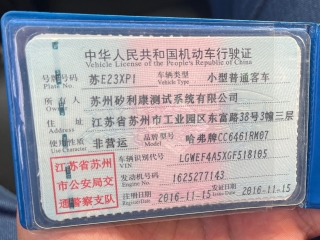 中华人民共和国机动车行驶证
Vehicle License of the People's Republic of China
号牌号码 苏E23XP1 车辆类型 小型普通客车
Plate No. Vehicle Type
所有人 苏州矽利康测试系统有限公司
Owner
住址 江苏省苏州市工业园区东富路38号3幢三层
Address
使用性质 非营运 品牌型号 哈弗牌CC6461RM07
Use Character Model
江苏省苏州市公安局交通警察支队
车辆识别代号 LGWEF4A5XGF518105
VIN
发动机号码 1625277143
Engine No.
注册日期 2016-11-15 发证日期 2016-11-15
Register Date Issue Date